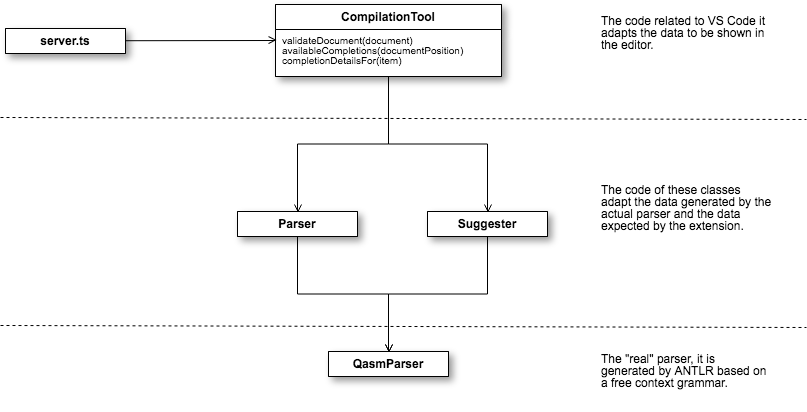 server.ts
CompilationTool
validateDocument(document)
availableCompletions(documentPosition)
completionDetailsFor(item)
The code related to VS Code it
adapts the data to be shown in
the editor.
Parser
Suggester
The code of these classes
adapt the data generated by the
actual parser and the data
expected by the extension.
QasmParser
The "real" parser, it is
generated by ANTLR based on
a free context grammar.